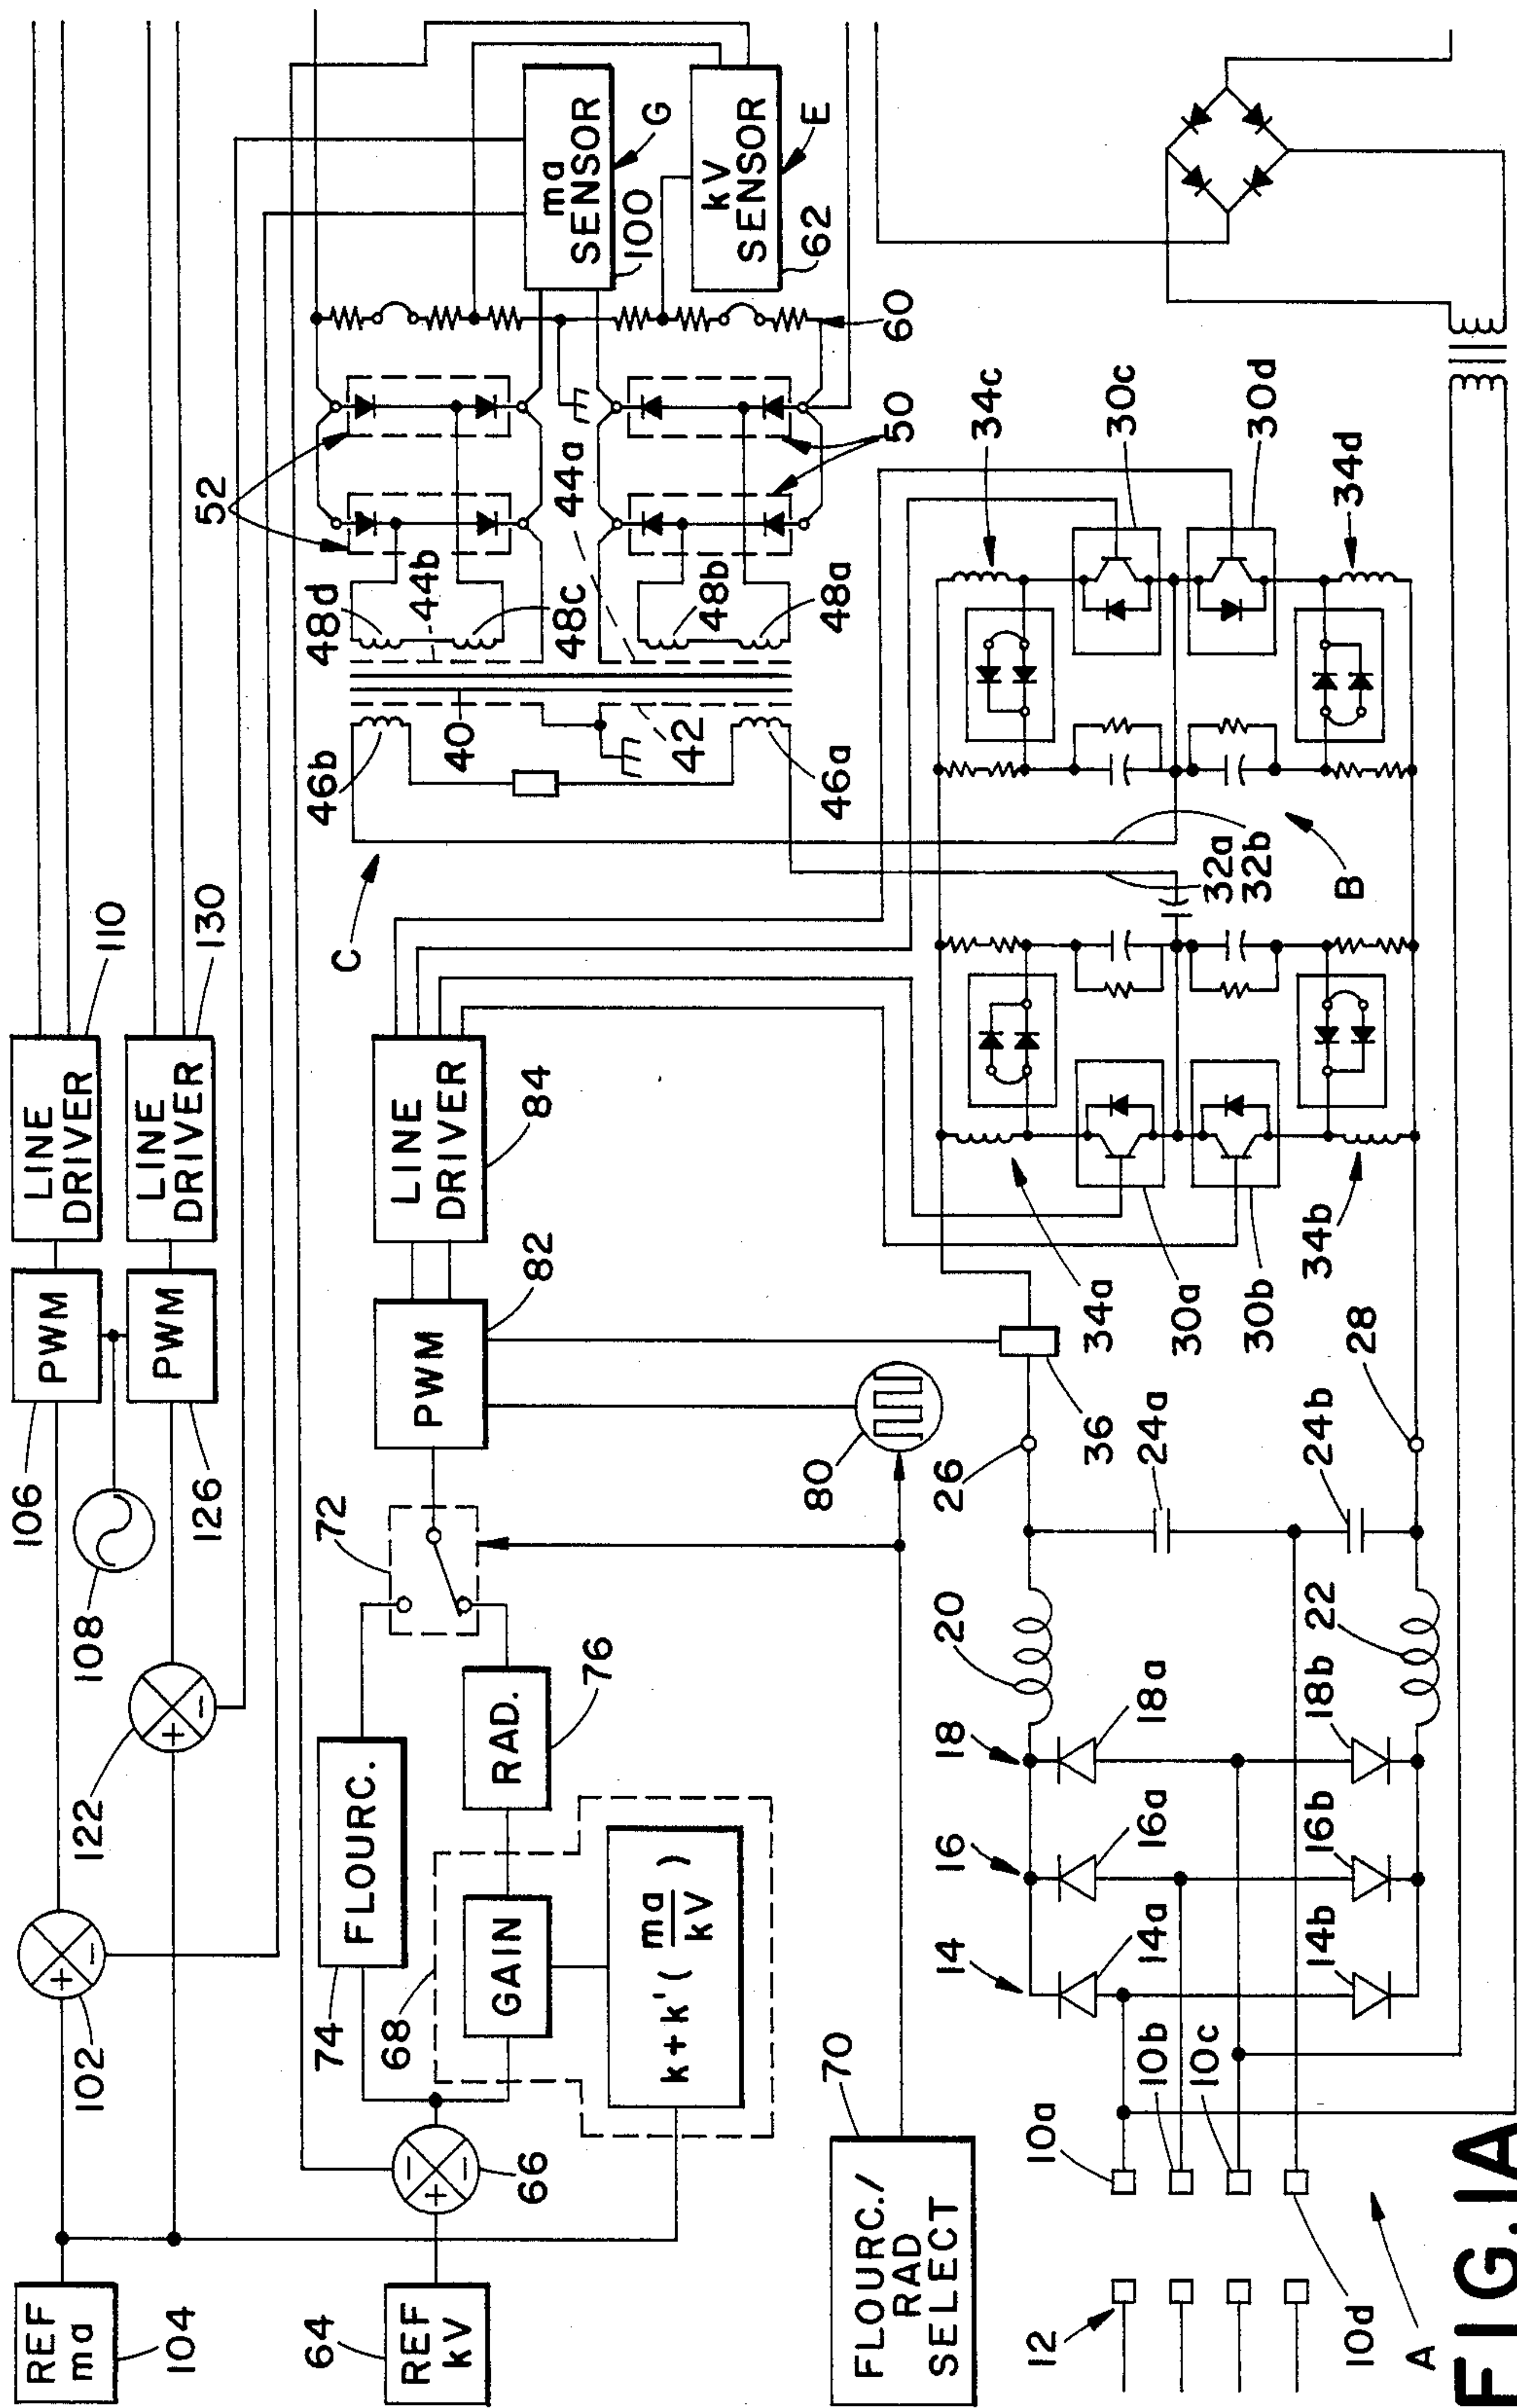 REF
ma
104
102
+
−
122
+
−
108
106
PWM
126
PWM
LINE
DRIVER
110
LINE
DRIVER
130
REF
kV
64
66
+
−
−
74
FLOURC.
68
GAIN
k + k' ( ma
kV )
RAD.
76
72
PWM
82
LINE
DRIVER
84
C
FLOURC./
RAD
SELECT
70
80
46b
40
42
46a
48d
44b
48c
44a
48b
48a
52
50
60
ma
SENSOR
G
100
kV
SENSOR
E
62
12
10a
10b
10c
10d
A
14
14a
14b
16
16a
16b
18
18a
18b
20
22
26
24a
24b
28
36
34a
30a
30b
34b
32a
32b
B
34c
30c
30d
34d
FIG.1A